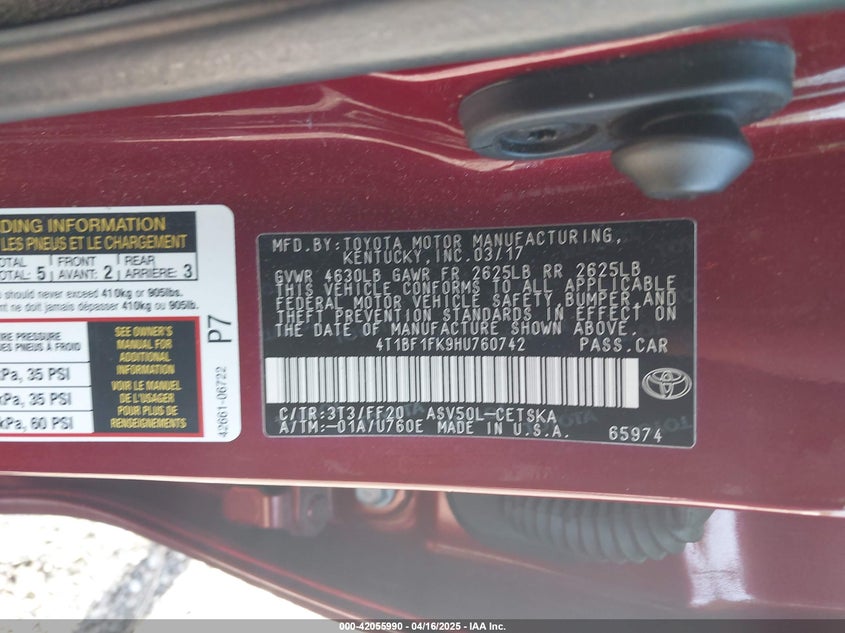 DING INFORMATION
LES PNEUS ET LE CHARGEMENT
TOTAL FRONT REAR
TOTAL: 5 AVANT: 2 ARRIÈRE: 3
should never exceed 410kg or 905lbs.
nt ne doit jamais dépasser 410kg ou 905lb.
TIRE PRESSURE
PNEUS À FROID
kPa, 35 PSI
kPa, 35 PSI
kPa, 60 PSI
SEE OWNER'S
MANUAL FOR
ADDITIONAL
INFORMATION
VOIR LE MANUEL
DE L'USAGER
POUR PLUS DE
RENSEIGNEMENTS
P7
42661-06722
MFD.BY:TOYOTA MOTOR MANUFACTURING,
KENTUCKY,INC.03/17
GVWR 4630LB GAWR FR 2625LB RR 2625LB
THIS VEHICLE CONFORMS TO ALL APPLICABLE
FEDERAL MOTOR VEHICLE SAFETY, BUMPER, AND
THEFT PREVENTION STANDARDS IN EFFECT ON
THE DATE OF MANUFACTURE SHOWN ABOVE.
4T1BF1FK9HU760742 PASS.CAR
C/TR:3T3/FF20 ASV50L-CETSKA
A/TM:-01A/U760E MADE IN U.S.A. 65974
TOYOTA
000-42055990 - 04/16/2025 - IAA Inc.